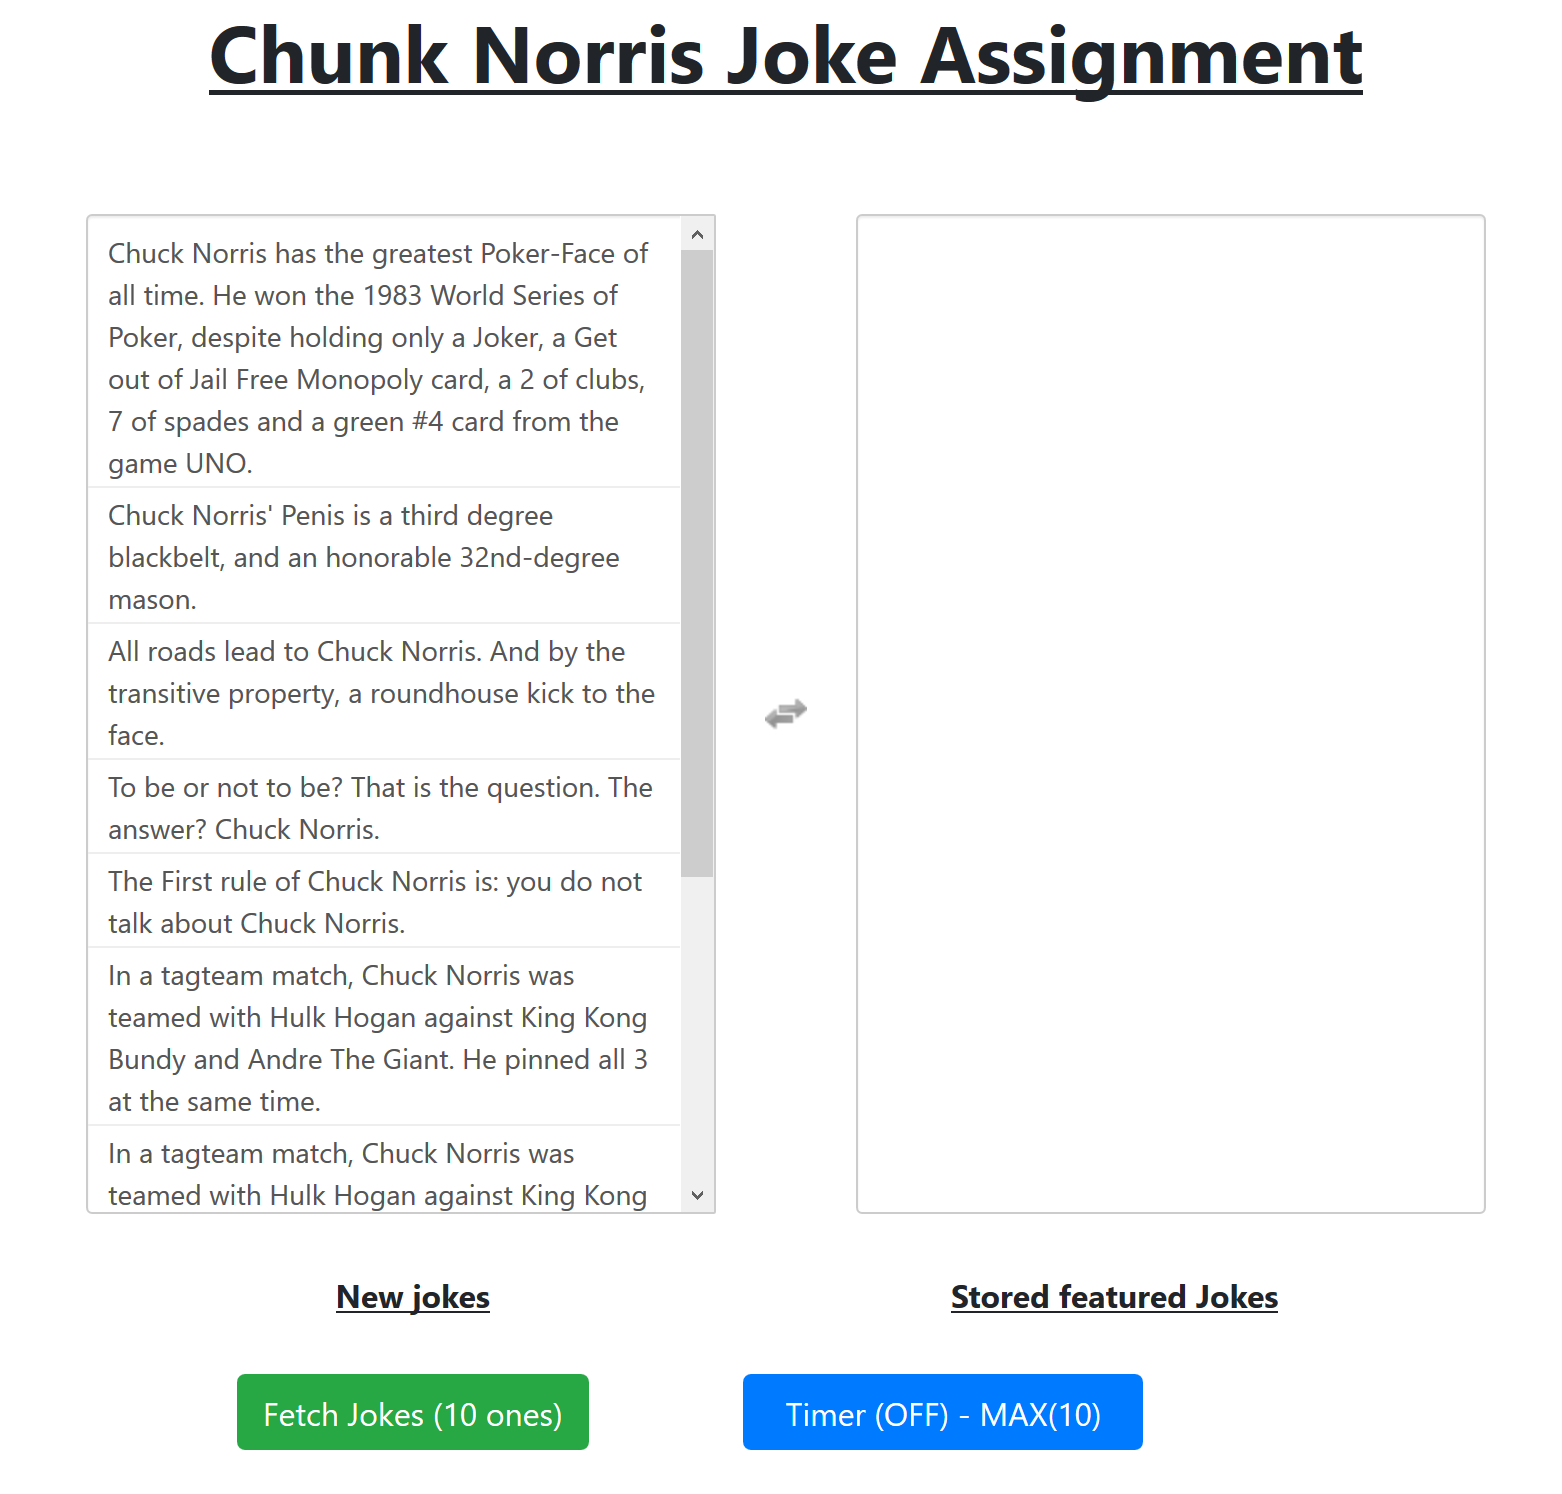 Chunk Norris Joke Assignment
Chuck Norris has the greatest Poker-Face of
all time. He won the 1983 World Series of
Poker, despite holding only a Joker, a Get
out of Jail Free Monopoly card, a 2 of clubs,
7 of spades and a green #4 card from the
game UNO.
Chuck Norris' Penis is a third degree
blackbelt, and an honorable 32nd-degree
mason.
All roads lead to Chuck Norris. And by the
transitive property, a roundhouse kick to the
face.
To be or not to be? That is the question. The
answer? Chuck Norris.
The First rule of Chuck Norris is: you do not
talk about Chuck Norris.
In a tagteam match, Chuck Norris was
teamed with Hulk Hogan against King Kong
Bundy and Andre The Giant. He pinned all 3
at the same time.
In a tagteam match, Chuck Norris was
teamed with Hulk Hogan against King Kong
New jokes
Stored featured Jokes
Fetch Jokes (10 ones)
Timer (OFF) - MAX(10)